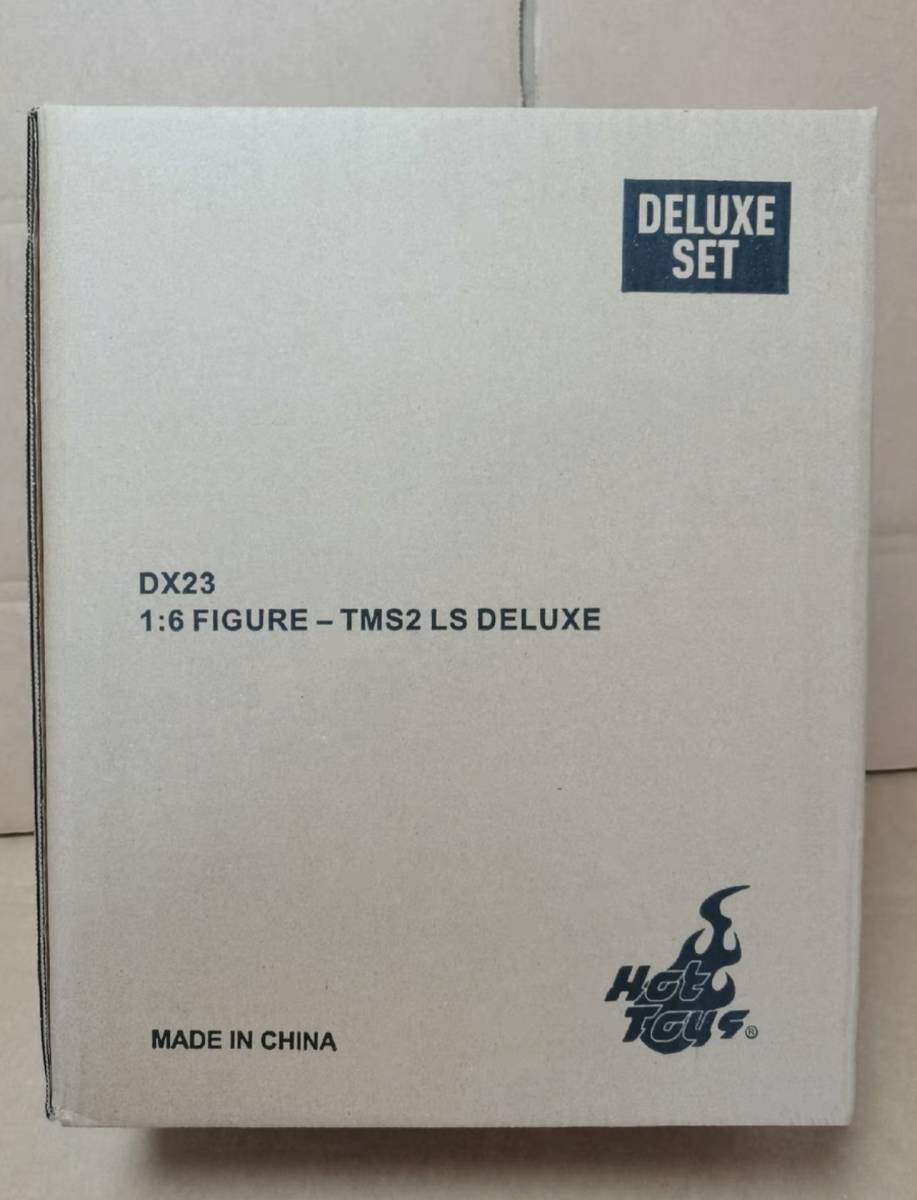 DELUXE
SET
DX23
1:6 FIGURE – TMS2 LS DELUXE
Hot
Toys®
MADE IN CHINA